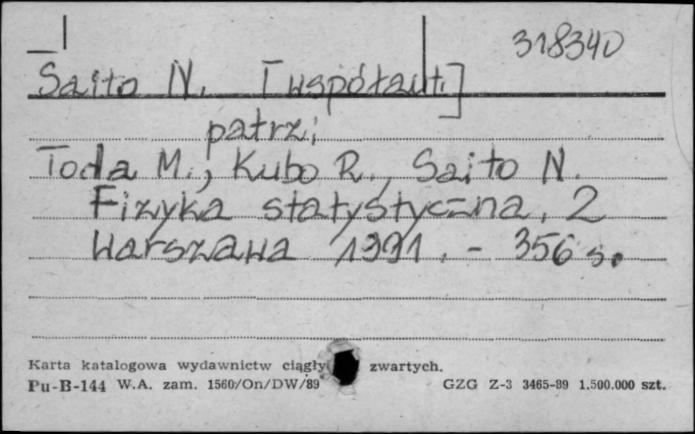 318340
Saito N. [współaut.]
patrz:
Toda M., Kubo R., Saito N.
Fizyka statystyczna. 2
Warszawa 1991. - 356 s.
Karta katalogowa wydawnictw ciągły zwartych.
Pu-B-144 W.A. zam. 1560/On/DW/89 GZG Z-3 3465-89 1.500.000 szt.